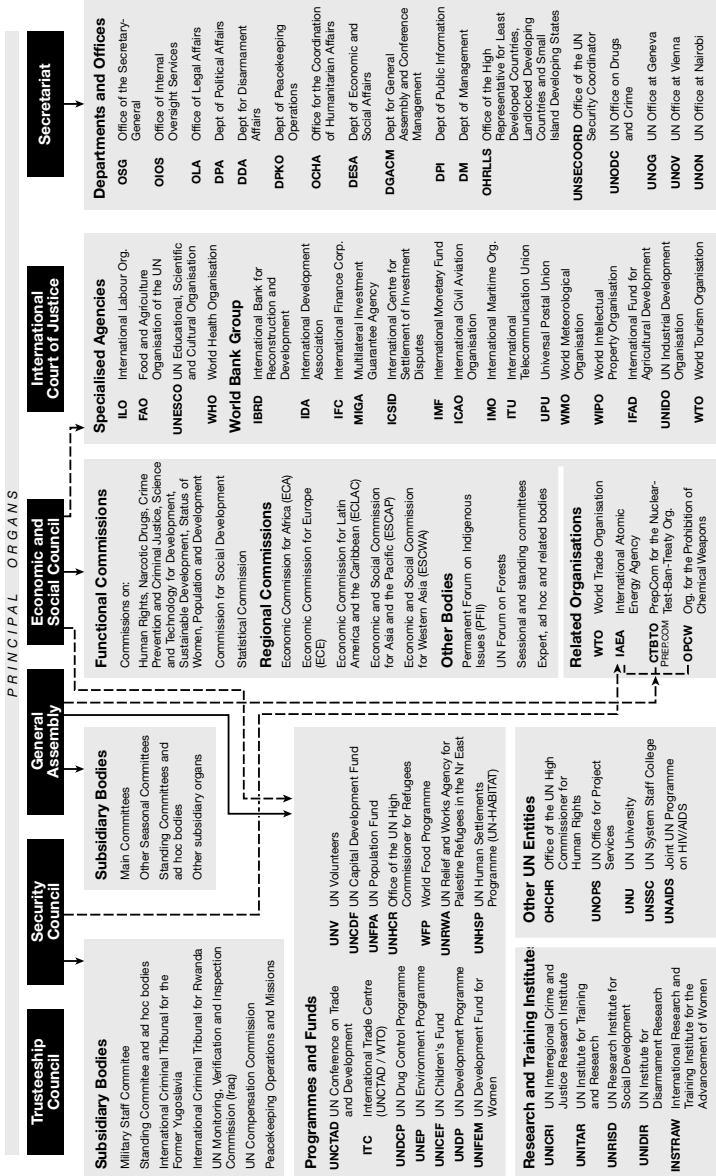 PRINCIPAL ORGANS
Trusteeship
Council
Security
Council
General
Assembly
Economic and
Social Council
International
Court of Justice
Secretariat
Subsidiary Bodies
Military Staff Commitee
Standing Commitee and ad hoc bodies
International Criminal Tribunal for the
Former Yugoslavia
International Criminal Tribunal for Rwanda
UN Monitoring, Verification and Inspection
Commission (Iraq)
UN Compensation Commission
Peacekeeping Operations and Missions
Subsidiary Bodies
Main Committees
Other Seasonal Committees
Standing Committees and
ad hoc bodies
Other subsidiary organs
Programmes and Funds
UNCTAD UN Conference on Trade
and Development
ITC International Trade Centre
(UNCTAD / WTO)
UNDCP UN Drug Control Programme
UNEP UN Environment Programme
UNICEF UN Children's Fund
UNDP UN Development Programme
UNIFEM UN Development Fund for
Women
UNV UN Volunteers
UNCDF UN Capital Development Fund
UNFPA UN Population Fund
UNHCR Office of the UN High
Commissioner for Refugees
WFP World Food Programme
UNRWA UN Relief and Works Agency for
Palestine Refugees in the Nr East
UNHSP UN Human Settlements
Programme (UN-HABITAT)
Research and Training Institutes
UNICRI UN Interregional Crime and
Justice Research Institute
UNITAR UN Institute for Training
and Research
UNRISD UN Research Institute for
Social Development
UNIDIR UN Institute for
Disarmament Research
INSTRAW International Research and
Training Institute for the
Advancement of Women
Other UN Entities
OHCHR Office of the UN High
Commissioner for
Human Rights
UNOPS UN Office for Project
Services
UNU UN University
UNSSC UN System Staff College
UNAIDS Joint UN Programme
on HIV/AIDS
Functional Commissions
Commissions on:
Human Rights, Narcotic Drugs, Crime
Prevention and Criminal Justice, Science
and Technology for Development,
Sustainable Development, Status of
Women, Population and Development
Commission for Social Development
Statistical Commission
Regional Commissions
Economic Commission for Africa (ECA)
Economic Commission for Europe
(ECE)
Economic Commission for Latin
America and the Caribbean (ECLAC)
Economic and Social Commission
for Asia and the Pacific (ESCAP)
Economic and Social Commission
for Western Asia (ESCWA)
Other Bodies
Permanent Forum on Indigenous
Issues (PFII)
UN Forum on Forests
Sessional and standing committees
Expert, ad hoc and related bodies
Related Organisations
WTO World Trade Organisation
IAEA International Atomic
Energy Agency
CTBTO PrepCom for the Nuclear-
PREP.COM Test-Ban-Treaty Org.
OPCW Org. for the Prohibition of
Chemical Weapons
Specialised Agencies
ILO International Labour Org.
FAO Food and Agriculture
Organisation of the UN
UNESCO UN Educational, Scientific
and Cultural Organisation
WHO World Health Organisation
World Bank Group
IBRD International Bank for
Reconstruction and
Development
IDA International Development
Association
IFC International Finance Corp.
MIGA Multilateral Investment
Guarantee Agency
ICSID International Centre for
Settlement of Investment
Disputes
IMF International Monetary Fund
ICAO International Civil Aviation
Organisation
IMO International Maritime Org.
ITU International
Telecommunication Union
UPU Universal Postal Union
WMO World Meteorological
Organisation
WIPO World Intellectual
Property Organisation
IFAD International Fund for
Agricultural Development
UNIDO UN Industrial Development
Organisation
WTO World Tourism Organisation
Departments and Offices
OSG Office of the Secretary-
General
OIOS Office of Internal
Oversight Services
OLA Office of Legal Affairs
DPA Dept of Political Affairs
DDA Dept for Disarmament
Affairs
DPKO Dept of Peacekeeping
Operations
OCHA Office for the Coordination
of Humanitarian Affairs
DESA Dept of Economic and
Social Affairs
DGACM Dept for General
Assembly and Conference
Management
DPI Dept of Public Information
DM Dept of Management
OHRLLS Office of the High
Representative for Least
Developed Countries,
Landlocked Developing
Countries and Small
Island Developing States
UNSECOORD Office of the UN
Security Coordinator
UNODC UN Office on Drugs
and Crime
UNOG UN Office at Geneva
UNOV UN Office at Vienna
UNON UN Office at Nairobi